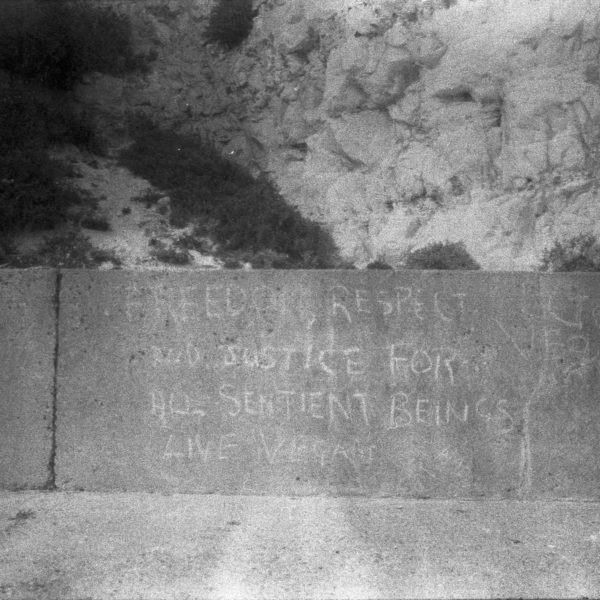 FREEDOM, RESPECT
AND JUSTICE FOR
ALL SENTIENT BEINGS
LIVE VEGAN